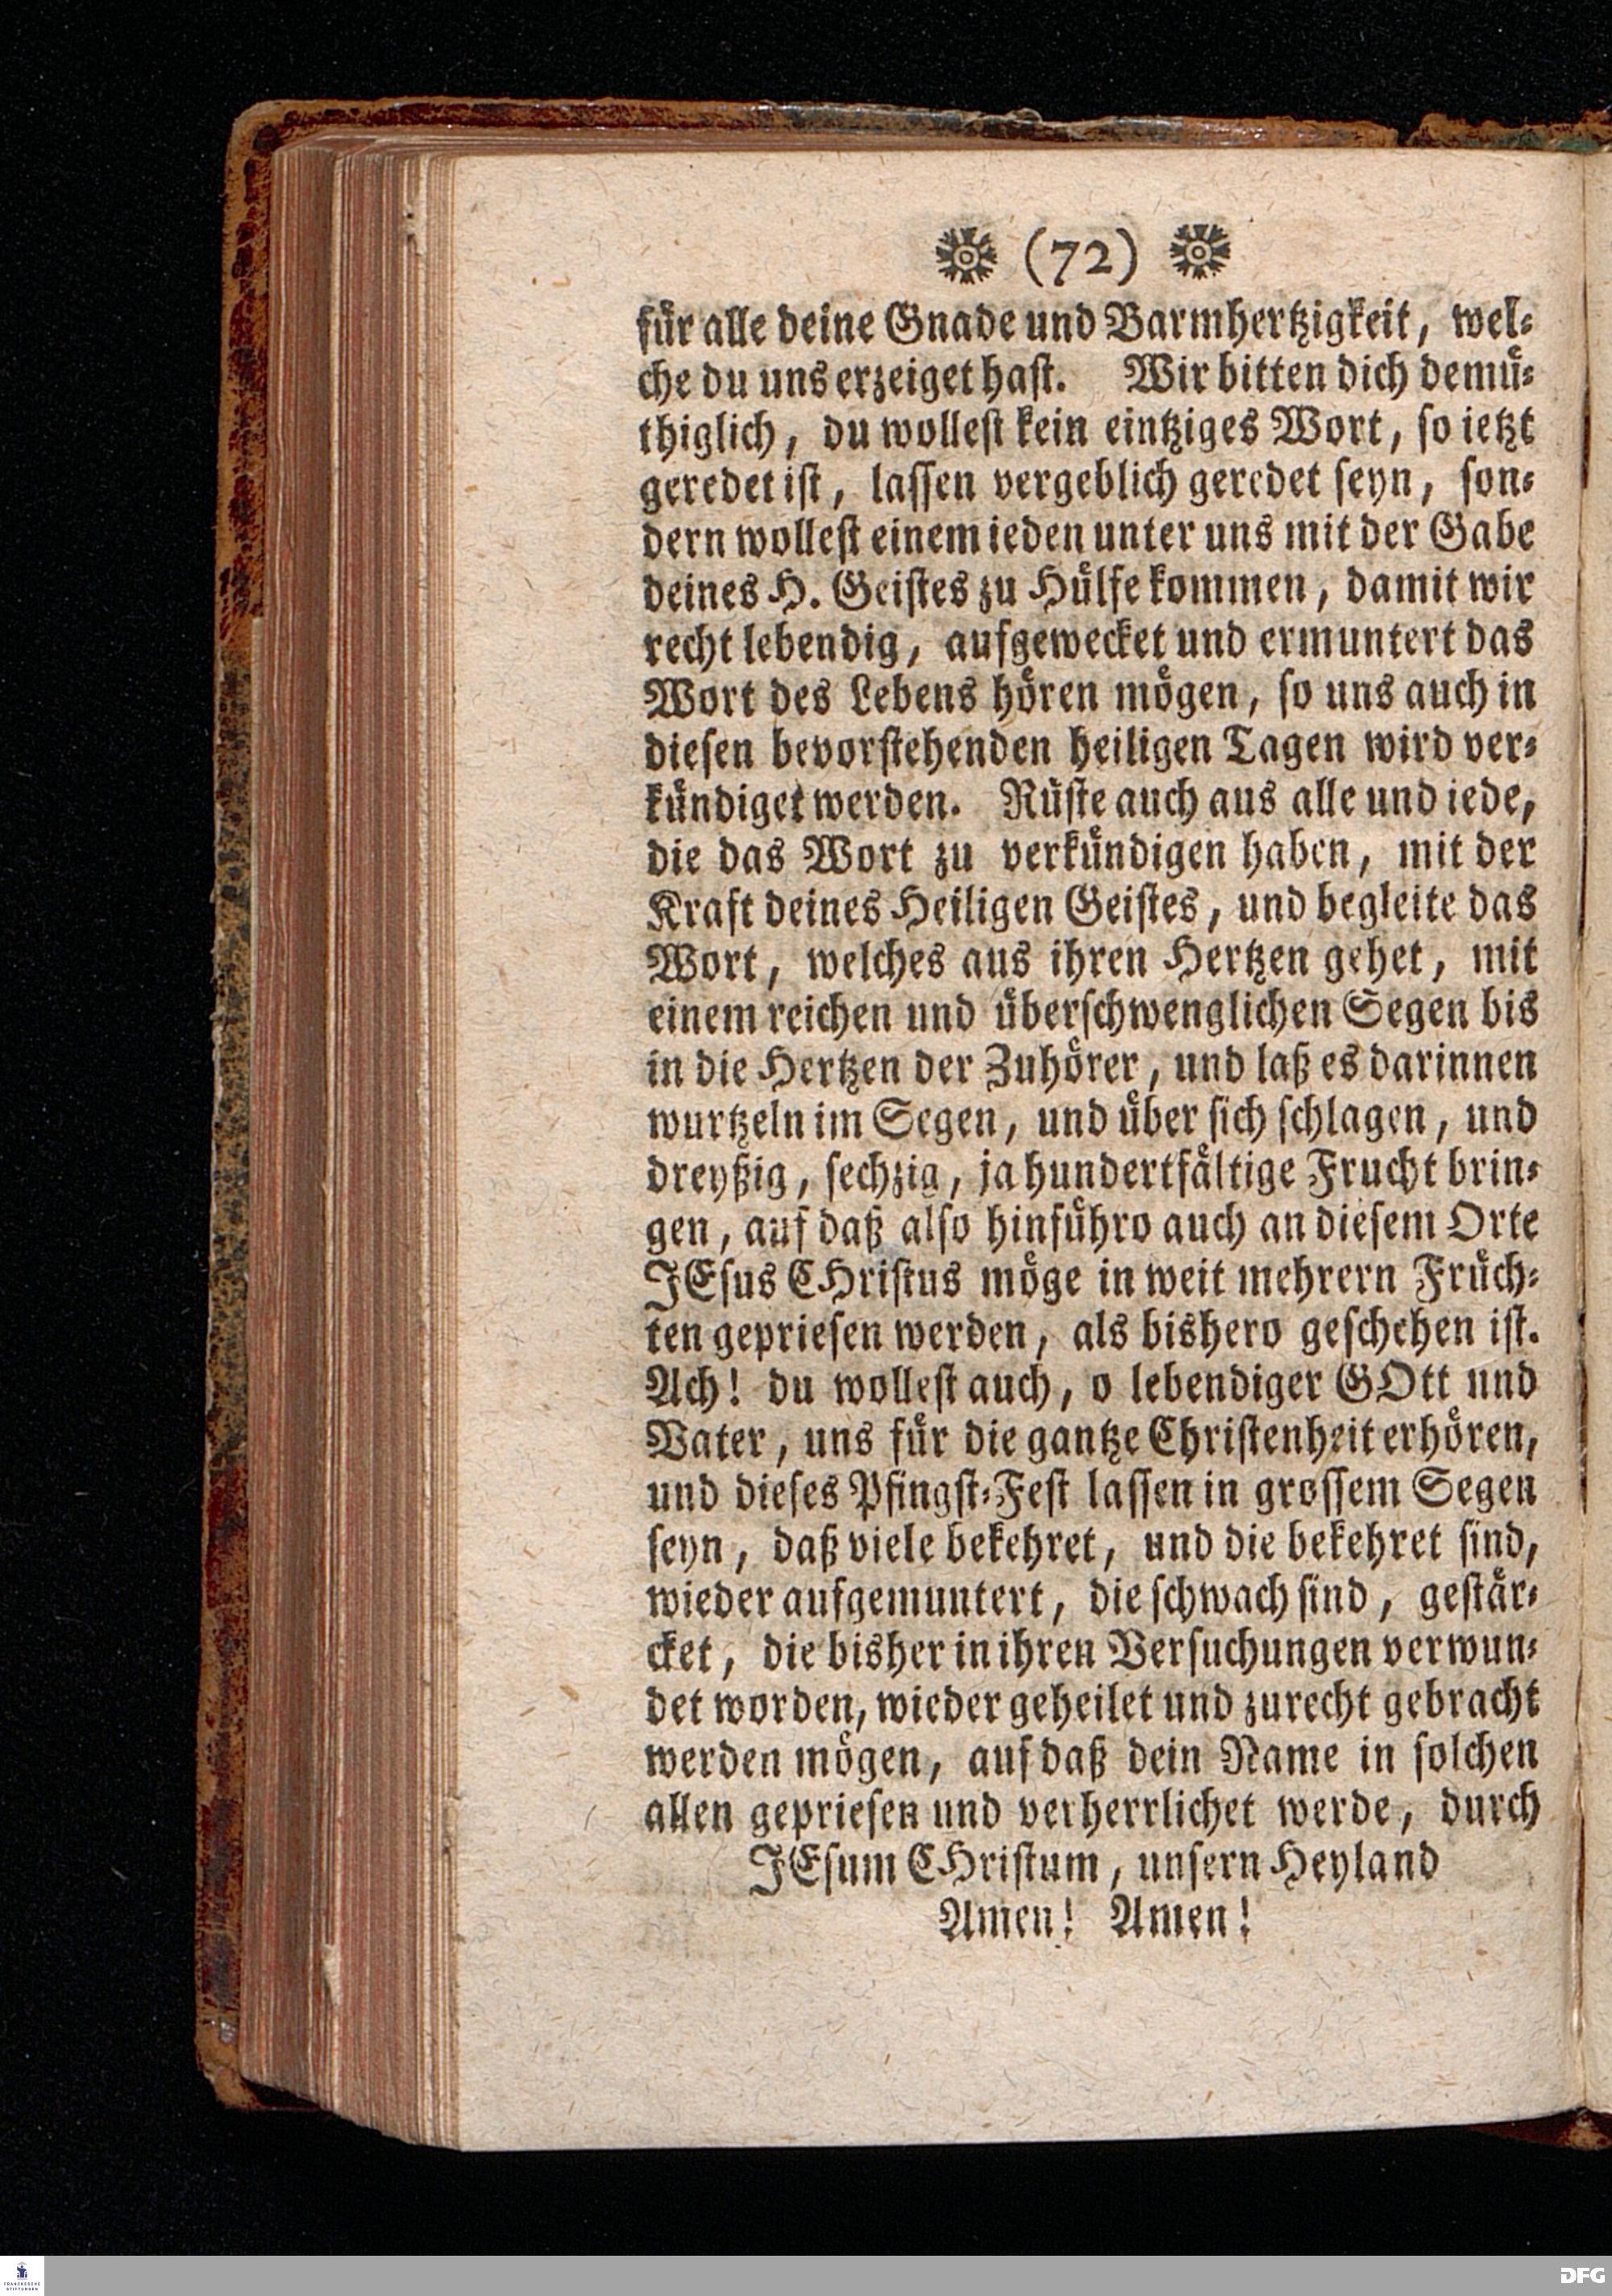 (72)
für alle deine Gnade und Barmhertzigkeit, wel-
che du uns erzeiget hast. Wir bitten dich demü-
thiglich, du wollest kein eintziges Wort, so ietzt
geredet ist, lassen vergeblich geredet seyn, son-
dern wollest einem ieden unter uns mit der Gabe
deines H. Geistes zu Hülfe kommen, damit wir
recht lebendig, aufgewecket und ermuntert das
Wort des Lebens hören mögen, so uns auch in
diesen bevorstehenden heiligen Tagen wird ver-
kündiget werden. Rüste auch aus alle und iede,
die das Wort zu verkündigen haben, mit der
Kraft deines Heiligen Geistes, und begleite das
Wort, welches aus ihren Hertzen gehet, mit
einem reichen und überschwenglichen Segen bis
in die Hertzen der Zuhörer, und laß es darinnen
wurtzeln im Segen, und über sich schlagen, und
dreyßig, sechzig, ja hundertfältige Frucht brin-
gen, auf daß also hinführo auch an diesem Orte
JEsus CHristus möge in weit mehrern Früch-
ten gepriesen werden, als bishero geschehen ist.
Ach! du wollest auch, o lebendiger GOtt und
Vater, uns für die gantze Christenheit erhören,
und dieses Pfingst-Fest lassen in grossem Segen
seyn, daß viele bekehret, und die bekehret sind,
wieder aufgemuntert, die schwach sind, gestär-
cket, die bisher in ihren Versuchungen verwun-
det worden, wieder geheilet und zurecht gebracht
werden mögen, auf daß dein Name in solchen
allen gepriesen und verherrlichet werde, durch
JEsum CHristum, unsern Heyland
Amen! Amen!
FRANCKESCHE
STIFTUNGEN
DFG